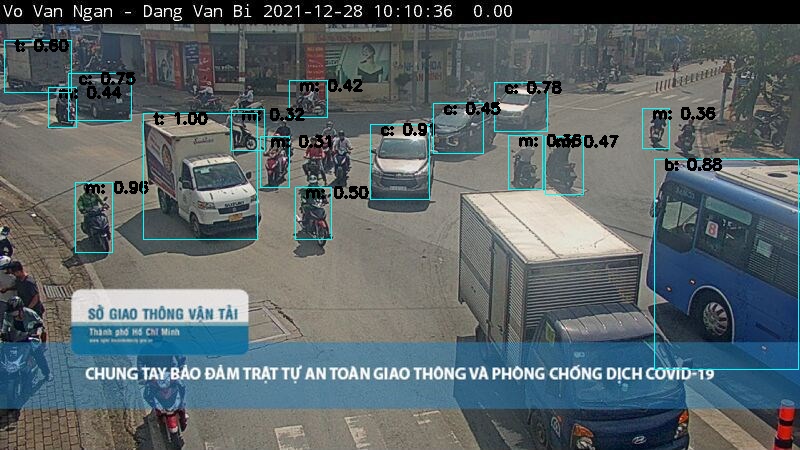 Vo Van Ngan - Dang Van Bi 2021-12-28 10:10:36 0.00
t: 0.60
c: 0.75
m: 0.44
t: 1.00
m: 0.32
m: 0.42
m: 0.31
c: 0.91
c: 0.45
c: 0.78
m: 0.47
m: 0.36
b: 0.88
m: 0.96
m: 0.50
SUZUKI
8
SỞ GIAO THÔNG VẬN TẢI
Thành phố Hồ Chí Minh
CHUNG TAY BẢO ĐẢM TRẬT TỰ AN TOÀN GIAO THÔNG VÀ PHÒNG CHỐNG DỊCH COVID-19